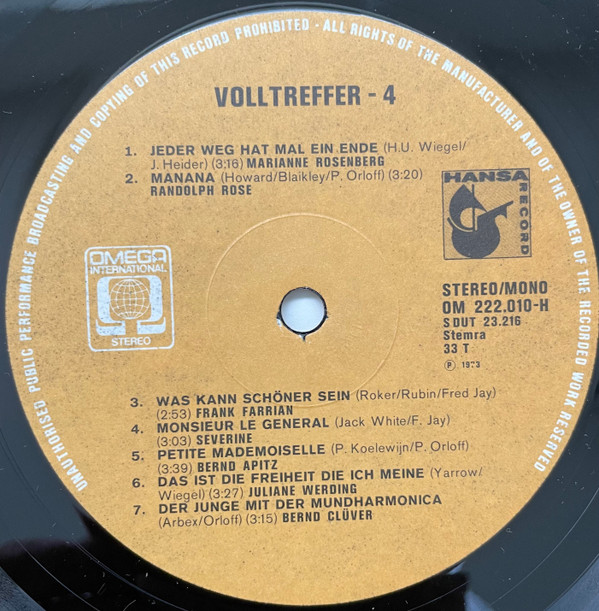 UNAUTHORISED PUBLIC PERFORMANCE BROADCASTING AND COPYING OF THIS RECORD PROHIBITED - ALL RIGHTS OF THE MANUFACTURER AND OF THE OWNER OF THE RECORDED WORK RESERVED
VOLLTREFFER - 4
1. JEDER WEG HAT MAL EIN ENDE (H.U. Wiegel/
J. Heider) (3:16) MARIANNE ROSENBERG
2. MANANA (Howard/Blaikley/P. Orloff) (3:20)
RANDOLPH ROSE
HANSA
RECORD
OMEGA
INTERNATIONAL
STEREO
STEREO/MONO
OM 222.010-H
S DUT 23.216
Stemra
33 T
℗ 1973
3. WAS KANN SCHÖNER SEIN (Roker/Rubin/Fred Jay)
(2:53) FRANK FARRIAN
4. MONSIEUR LE GENERAL (Jack White/F. Jay)
(3:03) SEVERINE
5. PETITE MADEMOISELLE (P. Koelewijn/P. Orloff)
(3:39) BERND APITZ
6. DAS IST DIE FREIHEIT DIE ICH MEINE (Yarrow/
Wiegel) (3:27) JULIANE WERDING
7. DER JUNGE MIT DER MUNDHARMONICA
(Arbex/Orloff) (3:15) BERND CLÜVER